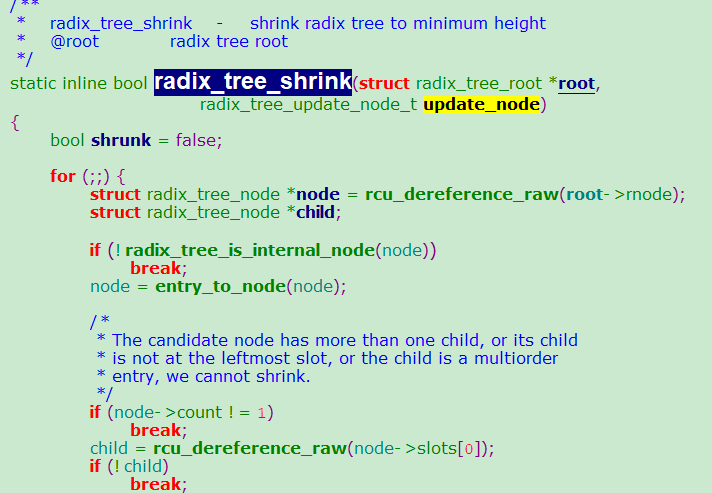 /**
 *    radix_tree_shrink    -    shrink radix tree to minimum height
 *    @root        radix tree root
 */
static inline bool radix_tree_shrink(struct radix_tree_root *root,
                    radix_tree_update_node_t update_node)
{
    bool shrunk = false;

    for (;;) {
        struct radix_tree_node *node = rcu_dereference_raw(root->rnode);
        struct radix_tree_node *child;

        if (!radix_tree_is_internal_node(node))
            break;
        node = entry_to_node(node);

        /*
         * The candidate node has more than one child, or its child
         * is not at the leftmost slot, or the child is a multiorder
         * entry, we cannot shrink.
         */
        if (node->count != 1)
            break;
        child = rcu_dereference_raw(node->slots[0]);
        if (!child)
            break;